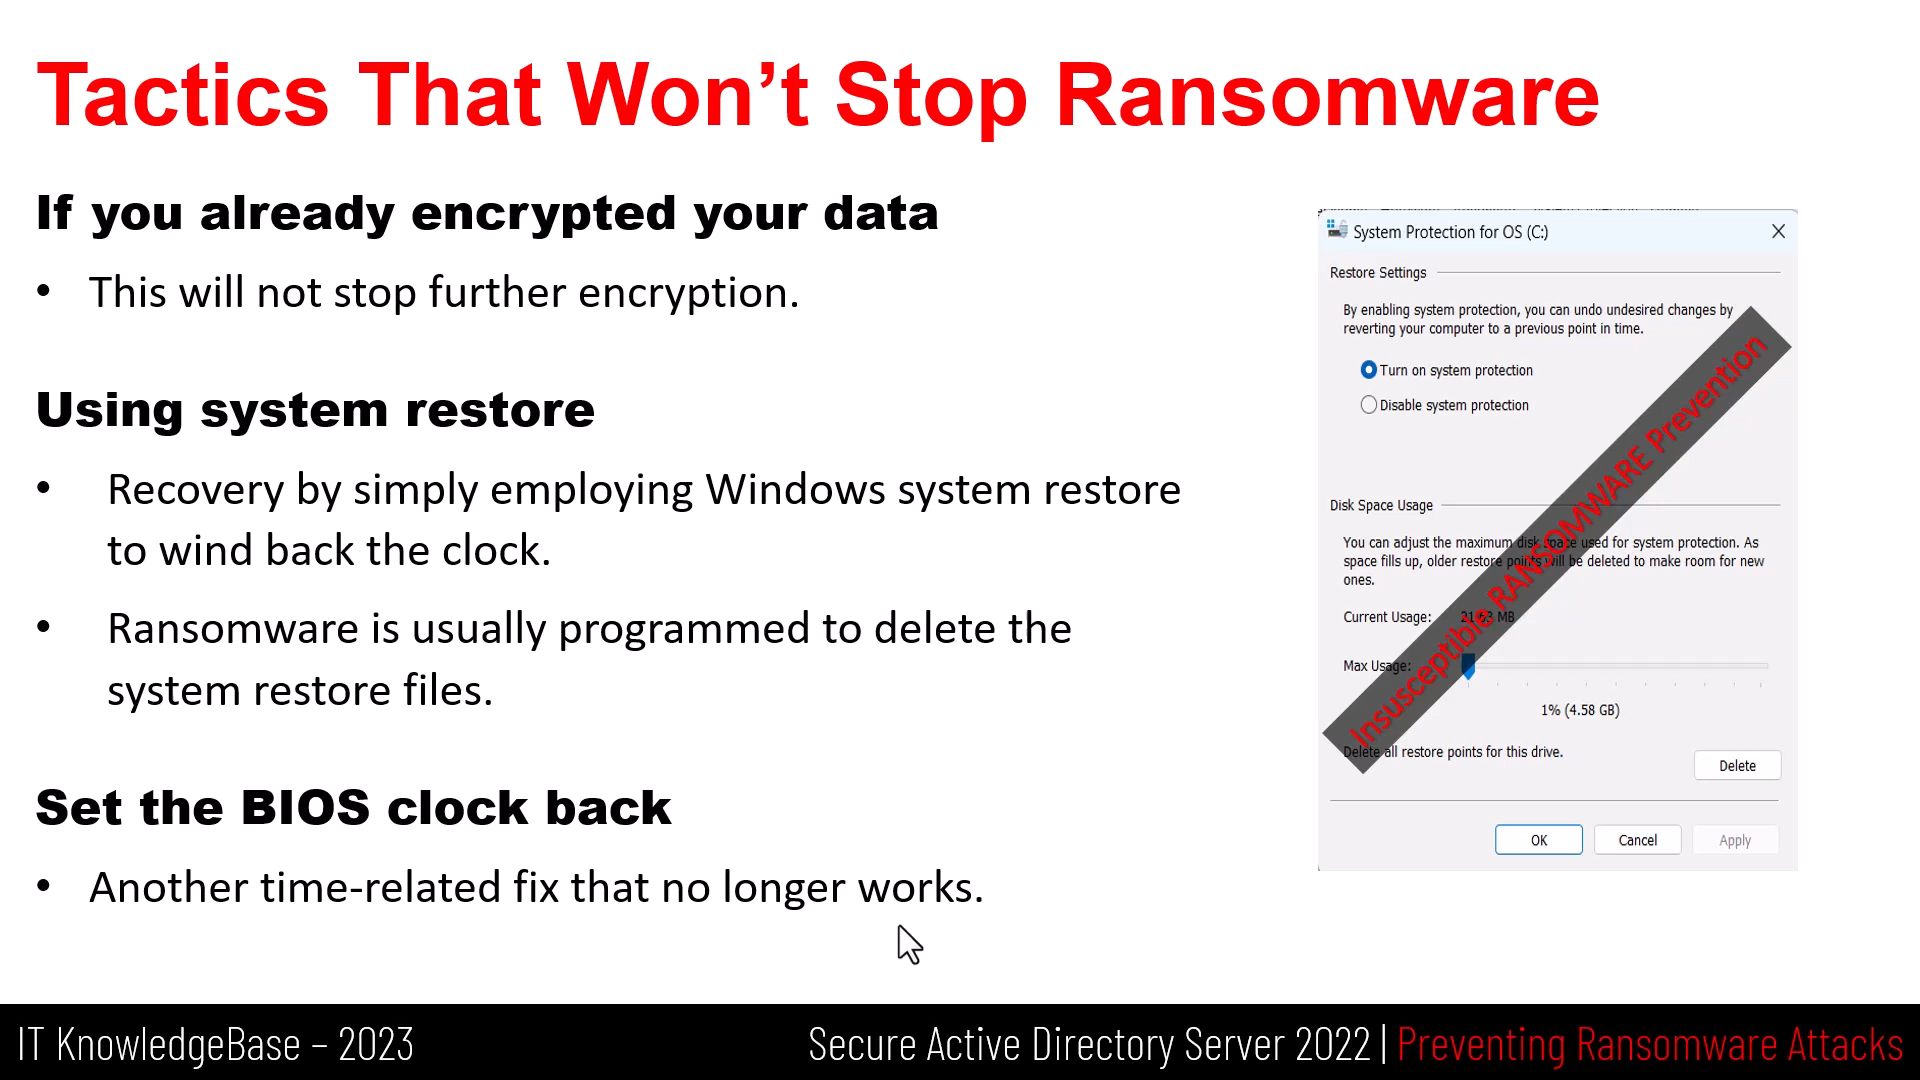 Tactics That Won’t Stop Ransomware
If you already encrypted your data
• This will not stop further encryption.
Using system restore
• Recovery by simply employing Windows system restore
to wind back the clock.
• Ransomware is usually programmed to delete the
system restore files.
Set the BIOS clock back
• Another time-related fix that no longer works.
System Protection for OS (C:)
Restore Settings
By enabling system protection, you can undo undesired changes by
reverting your computer to a previous point in time.
Turn on system protection
Disable system protection
Disk Space Usage
You can adjust the maximum disk space used for system protection. As
space fills up, older restore points will be deleted to make room for new
ones.
Current Usage: MB
Max Usage:
1% (4.58 GB)
Delete all restore points for this drive.
Delete
OK Cancel Apply
Insusceptible RANSOMWARE Prevention
IT KnowledgeBase – 2023
Secure Active Directory Server 2022 | Preventing Ransomware Attacks